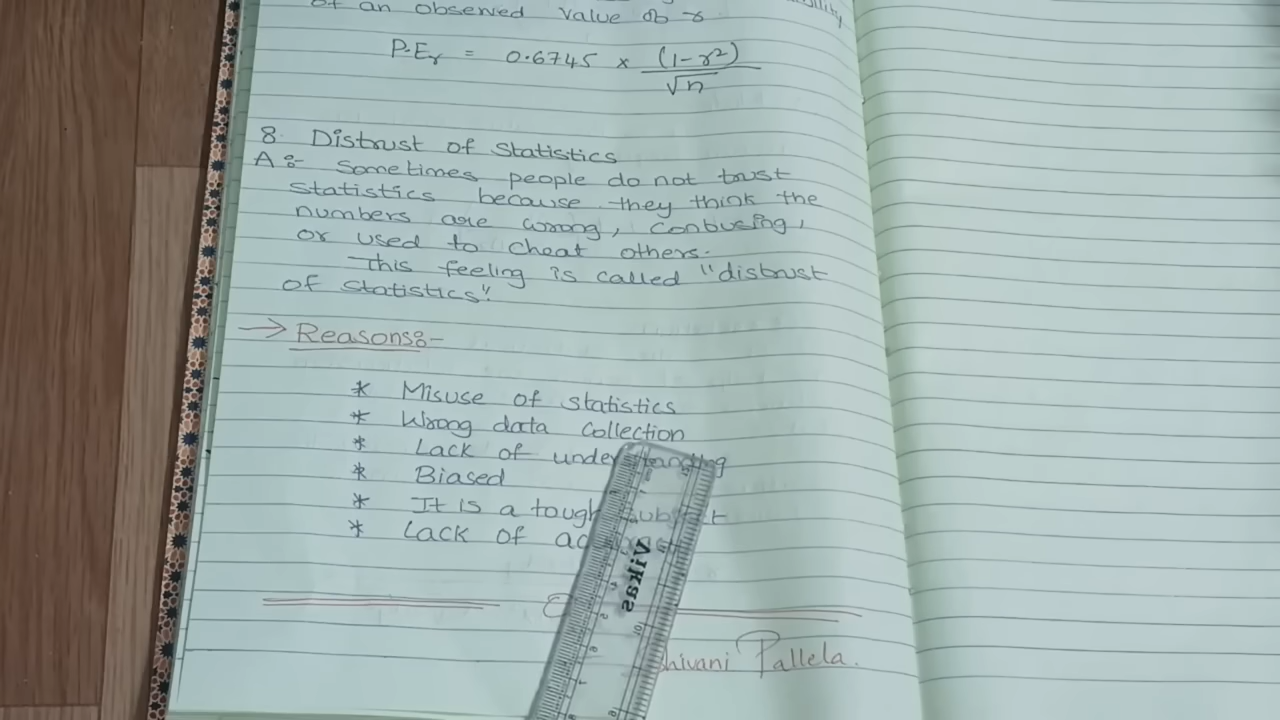 of an observed value of r
P.Er = 0.6745 × (1-r²) / √n
8. Distrust of statistics
A:- Sometimes people do not trust
statistics because they think the
numbers are wrong, confusing,
or used to cheat others.
This feeling is called "distrust
of statistics".
→ Reasons:-
* Misuse of statistics
* Wrong data collection
* Lack of understanding
* Biased
* It is a tough subject
* Lack of
Vikas
Pallela.